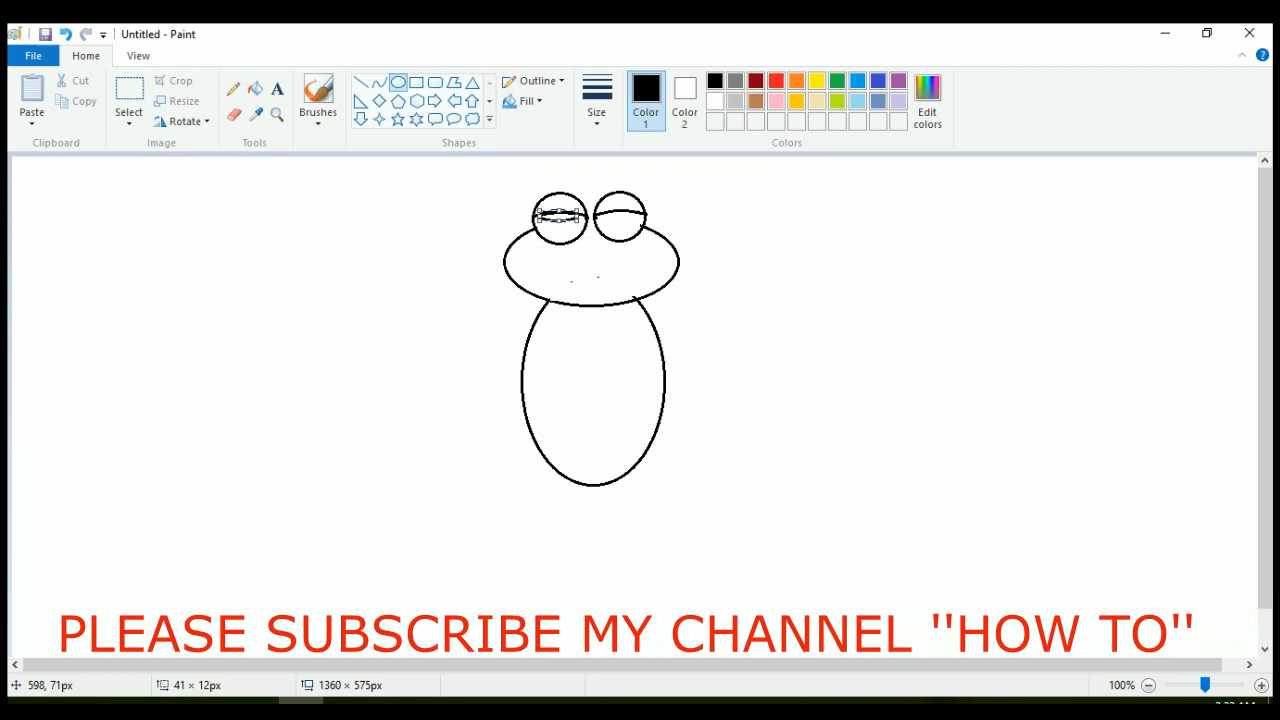 Untitled - Paint
File
Home
View
Paste
Cut
Copy
Clipboard
Select
Crop
Resize
Rotate
Image
Tools
Brushes
Shapes
Outline
Fill
Size
Color 1
Color 2
Edit colors
Colors
PLEASE SUBSCRIBE MY CHANNEL ''HOW TO''
598, 71px
41 × 12px
1360 × 575px
100%